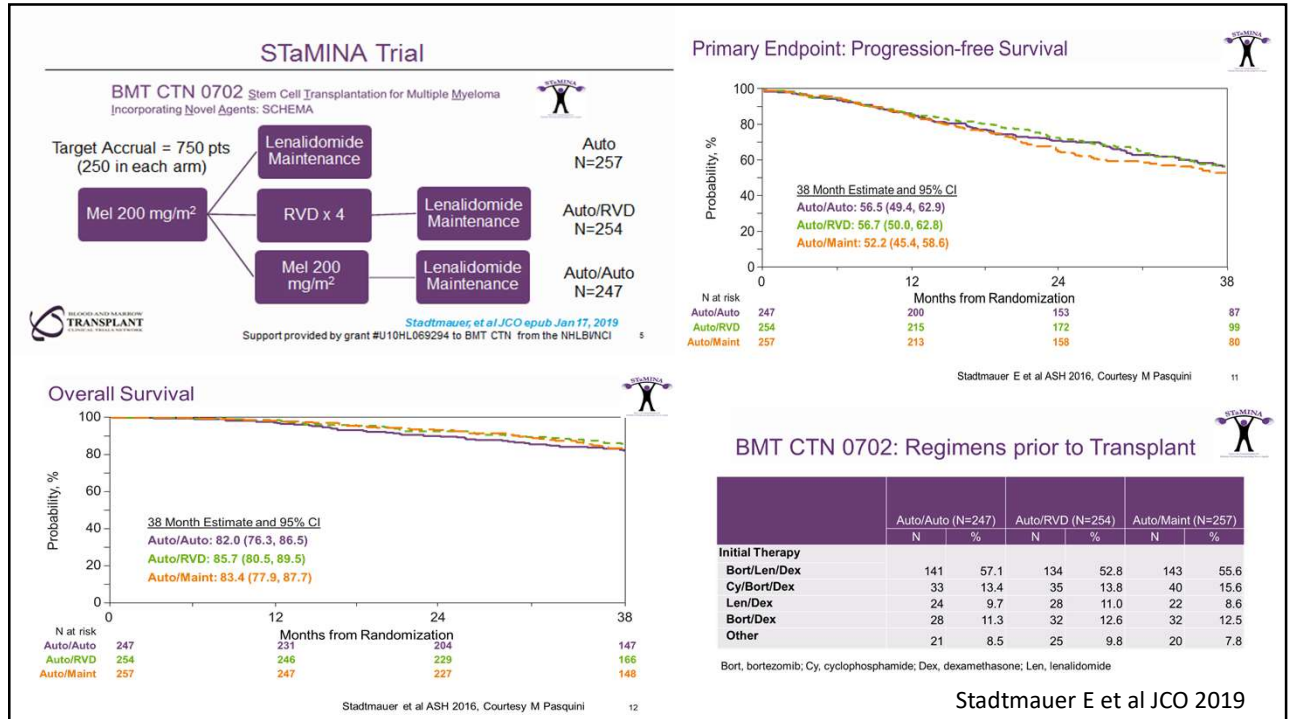 STaMINA Trial
BMT CTN 0702 Stem Cell Transplantation for Multiple Myeloma
Incorporating Novel Agents: SCHEMA
STaMINA
Target Accrual = 750 pts
(250 in each arm)
Mel 200 mg/m²
Lenalidomide
Maintenance
Auto
N=257
RVD x 4
Lenalidomide
Maintenance
Auto/RVD
N=254
Mel 200
mg/m²
Lenalidomide
Maintenance
Auto/Auto
N=247
BLOOD AND MARROW
TRANSPLANT
CLINICAL TRIALS NETWORK
Stadtmauer, et al JCO epub Jan 17, 2019
Support provided by grant #U10HL069294 to BMT CTN from the NHLBI/NCI 5
Primary Endpoint: Progression-free Survival
STaMINA
Probability, %
100
80
60
40
20
0
38 Month Estimate and 95% CI
Auto/Auto: 56.5 (49.4, 62.9)
Auto/RVD: 56.7 (50.0, 62.8)
Auto/Maint: 52.2 (45.4, 58.6)
0 12 24 38
N at risk
Months from Randomization
Auto/Auto 247 200 153 87
Auto/RVD 254 215 172 99
Auto/Maint 257 213 158 80
Stadtmauer E et al ASH 2016, Courtesy M Pasquini 11
Overall Survival
STaMINA
Probability, %
100
80
60
40
20
0
38 Month Estimate and 95% CI
Auto/Auto: 82.0 (76.3, 86.5)
Auto/RVD: 85.7 (80.5, 89.5)
Auto/Maint: 83.4 (77.9, 87.7)
0 12 24 38
N at risk
Months from Randomization
Auto/Auto 247 231 204 147
Auto/RVD 254 246 229 166
Auto/Maint 257 247 227 148
Stadtmauer E et al ASH 2016, Courtesy M Pasquini 12
STaMINA
BMT CTN 0702: Regimens prior to Transplant
Auto/Auto (N=247) Auto/RVD (N=254) Auto/Maint (N=257)
N % N % N %
Initial Therapy
Bort/Len/Dex 141 57.1 134 52.8 143 55.6
Cy/Bort/Dex 33 13.4 35 13.8 40 15.6
Len/Dex 24 9.7 28 11.0 22 8.6
Bort/Dex 28 11.3 32 12.6 32 12.5
Other 21 8.5 25 9.8 20 7.8
Bort, bortezomib; Cy, cyclophosphamide; Dex, dexamethasone; Len, lenalidomide
Stadtmauer E et al JCO 2019